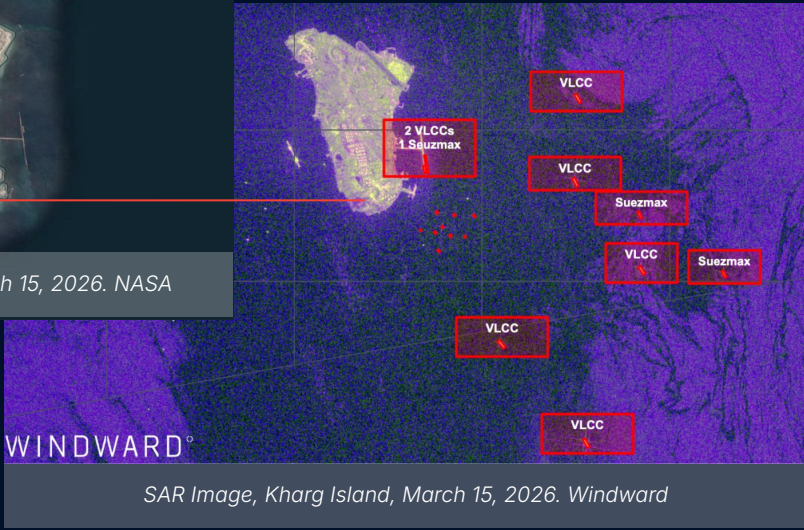 VLCC
2 VLCCs
1 Seuzmax
VLCC
Suezmax
VLCC
Suezmax
h 15, 2026. NASA
VLCC
VLCC
WINDWARD°
SAR Image, Kharg Island, March 15, 2026. Windward